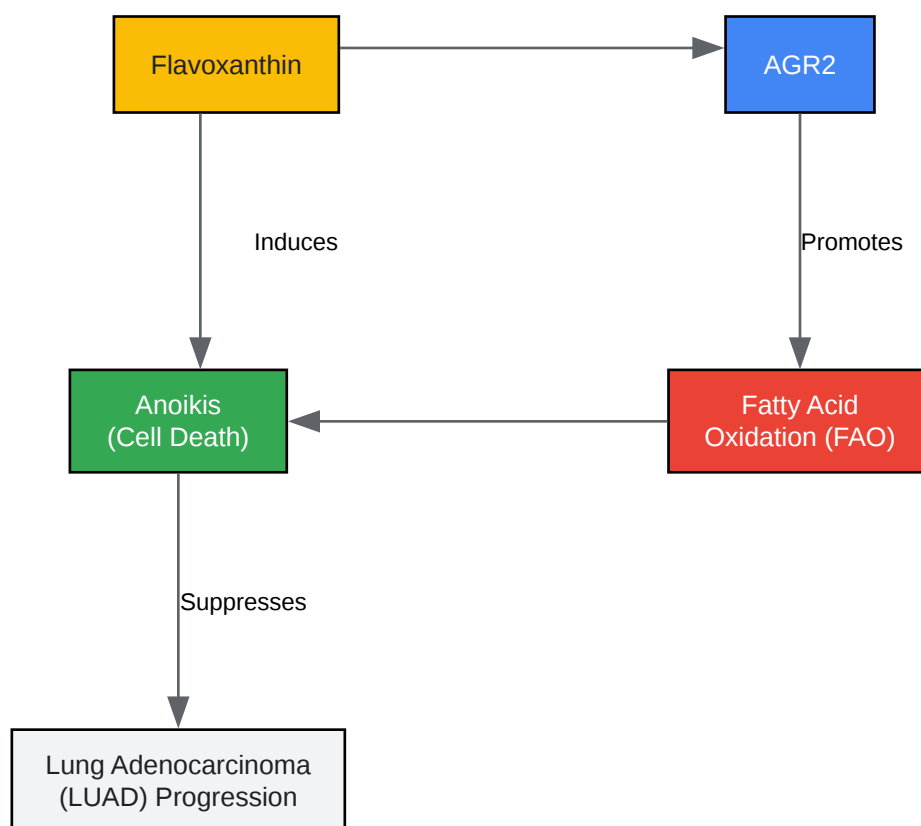 Flavoxanthin
AGR2
Induces
Promotes
Anoikis
(Cell Death)
Fatty Acid
Oxidation (FAO)
Suppresses
Lung Adenocarcinoma
(LUAD) Progression